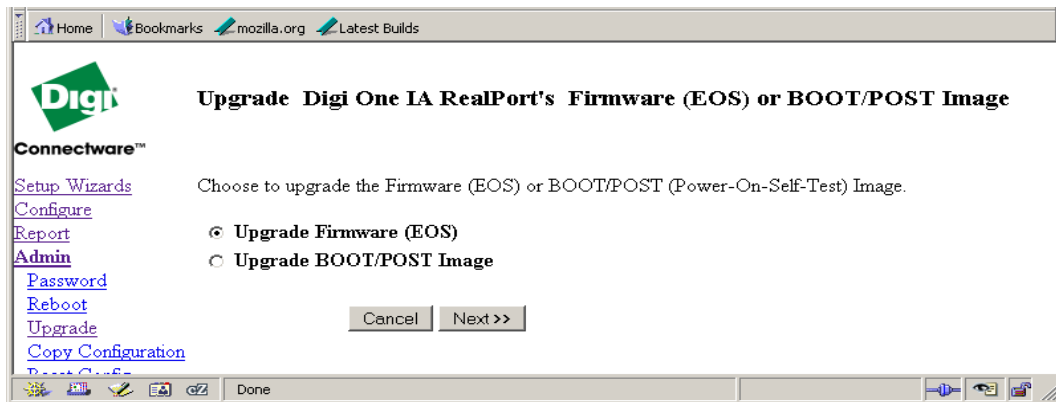 Home Bookmarks mozilla.org Latest Builds
Digi
Connectware™
Upgrade Digi One IA RealPort's Firmware (EOS) or BOOT/POST Image
Setup Wizards
Configure
Report
Admin
Password
Reboot
Upgrade
Copy Configuration
Reset Config
Choose to upgrade the Firmware (EOS) or BOOT/POST (Power-On-Self-Test) Image.
Upgrade Firmware (EOS)
Upgrade BOOT/POST Image
Cancel Next>>
Done